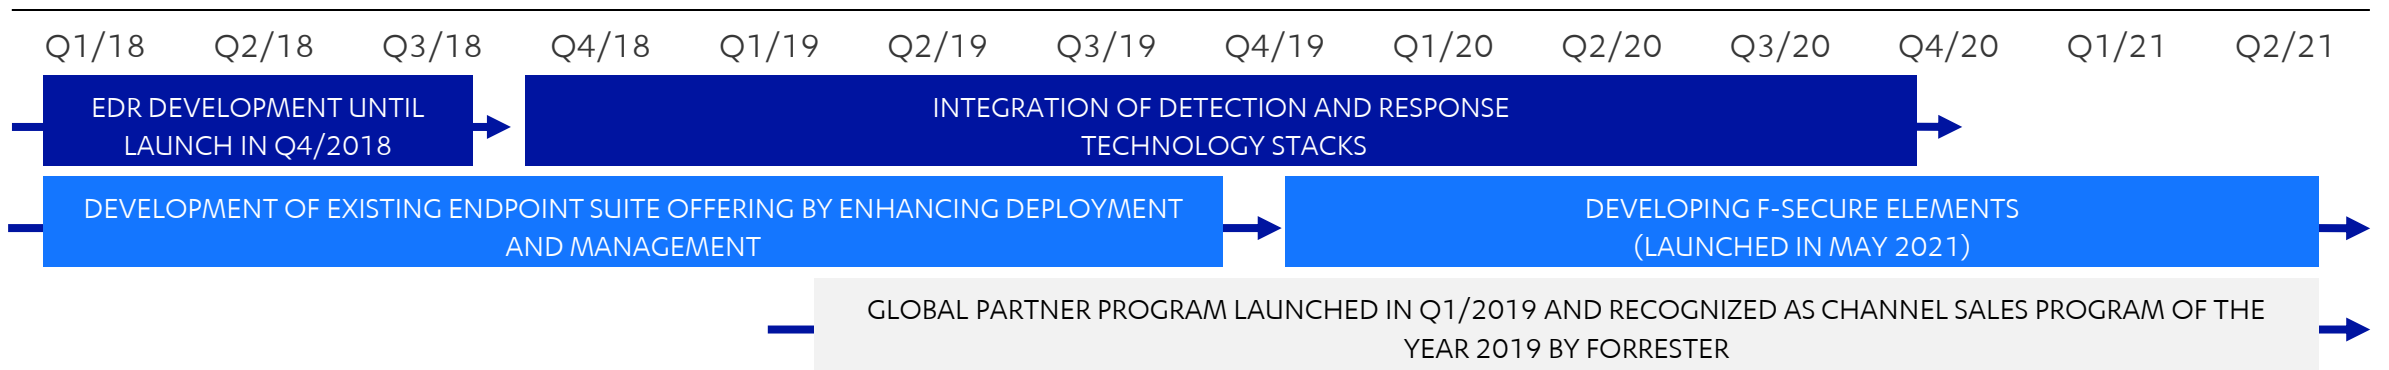 Q1/18 Q2/18 Q3/18 Q4/18 Q1/19 Q2/19 Q3/19 Q4/19 Q1/20 Q2/20 Q3/20 Q4/20 Q1/21 Q2/21
EDR DEVELOPMENT UNTIL
LAUNCH IN Q4/2018
INTEGRATION OF DETECTION AND RESPONSE
TECHNOLOGY STACKS
DEVELOPMENT OF EXISTING ENDPOINT SUITE OFFERING BY ENHANCING DEPLOYMENT
AND MANAGEMENT
DEVELOPING F-SECURE ELEMENTS
(LAUNCHED IN MAY 2021)
GLOBAL PARTNER PROGRAM LAUNCHED IN Q1/2019 AND RECOGNIZED AS CHANNEL SALES PROGRAM OF THE
YEAR 2019 BY FORRESTER